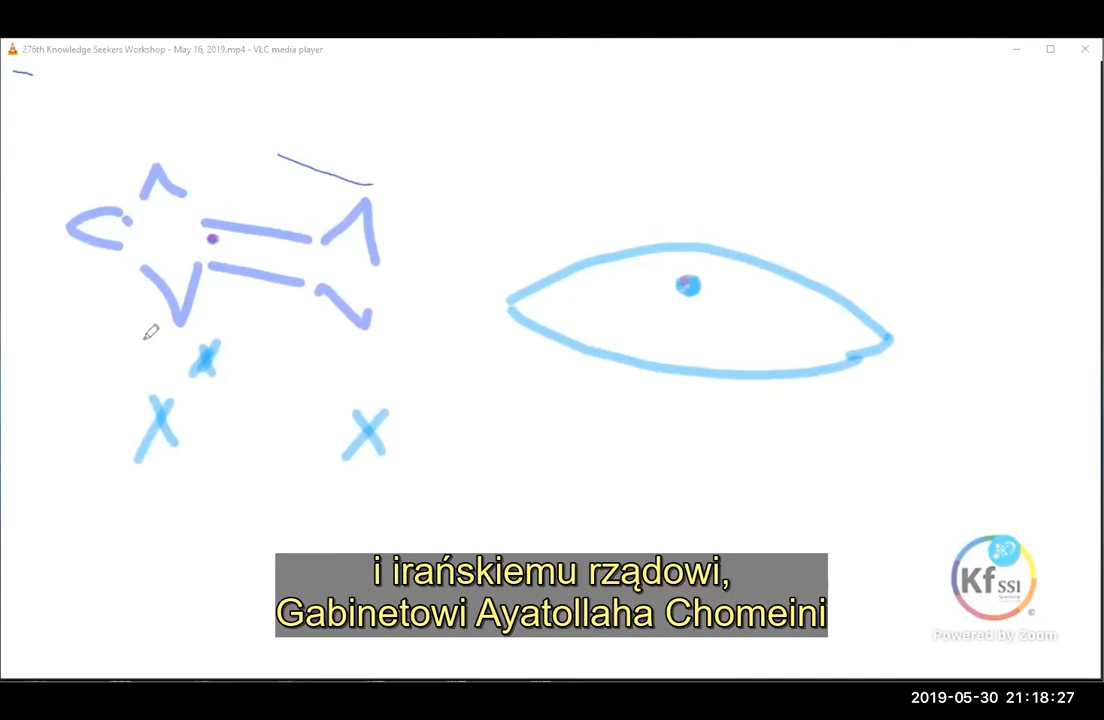 276th Knowledge Seekers Workshop - May 16, 2019.mp4 - VLC media player
X
X
X
i irańskiemu rządowi,
Gabinetowi Ayatollaha Chomeini
Kf SSI
©
Powered by Zoom
2019-05-30 21:18:27